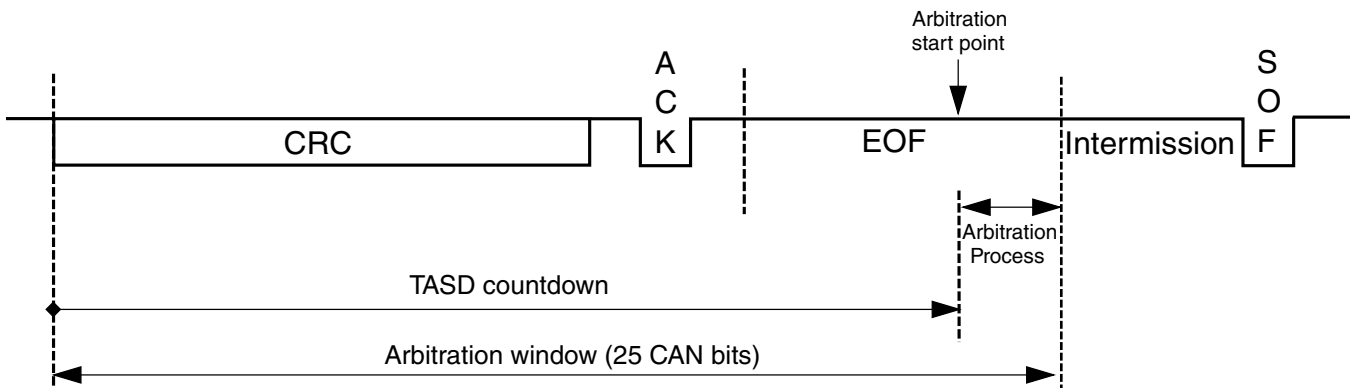 Arbitration
start point
A
C
K
S
O
F
CRC
EOF
Intermission
Arbitration
Process
TASD countdown
Arbitration window (25 CAN bits)